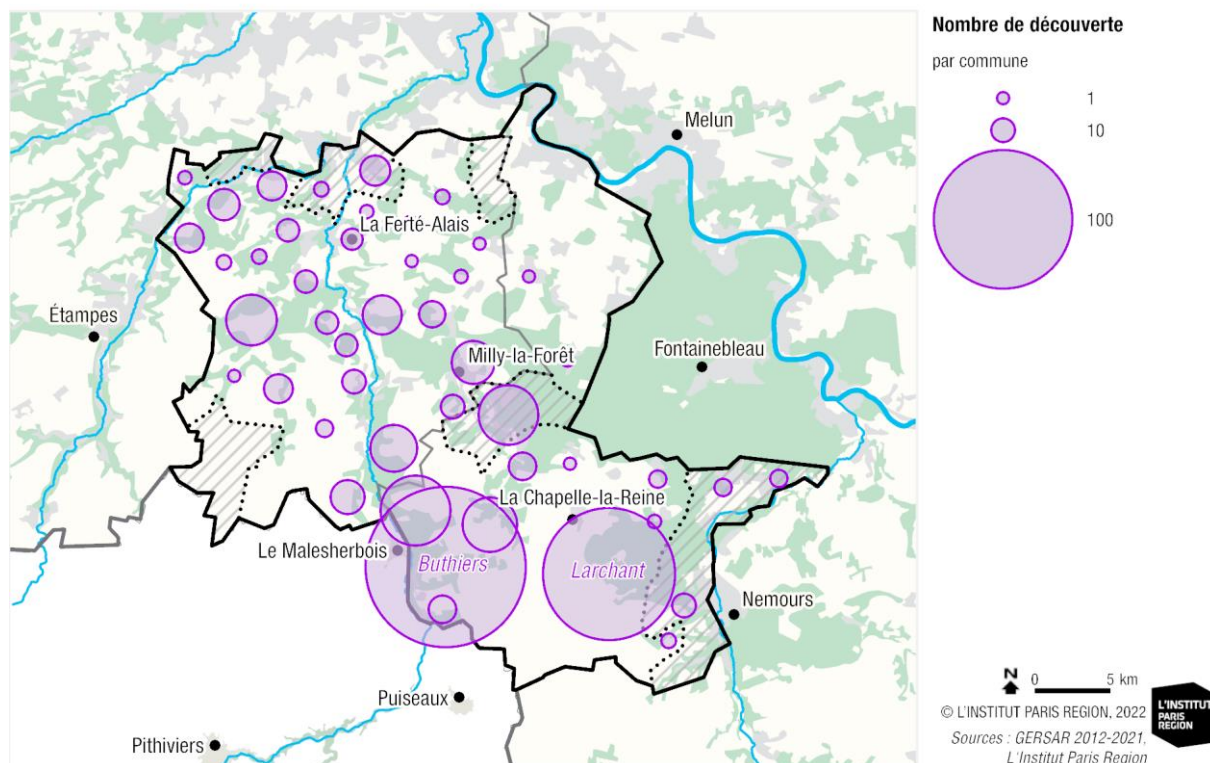 Nombre de découverte
par commune
1
10
100
Melun
La Ferté-Alais
Étampes
Milly-la-Forêt
Fontainebleau
La Chapelle-la-Reine
Le Malesherbois
Buthiers
Larchant
Nemours
Puiseaux
Pithiviers
N
0 5 km
© L'INSTITUT PARIS REGION, 2022
Sources : GERSAR 2012-2021,
L'Institut Paris Region
L'INSTITUT
PARIS
REGION